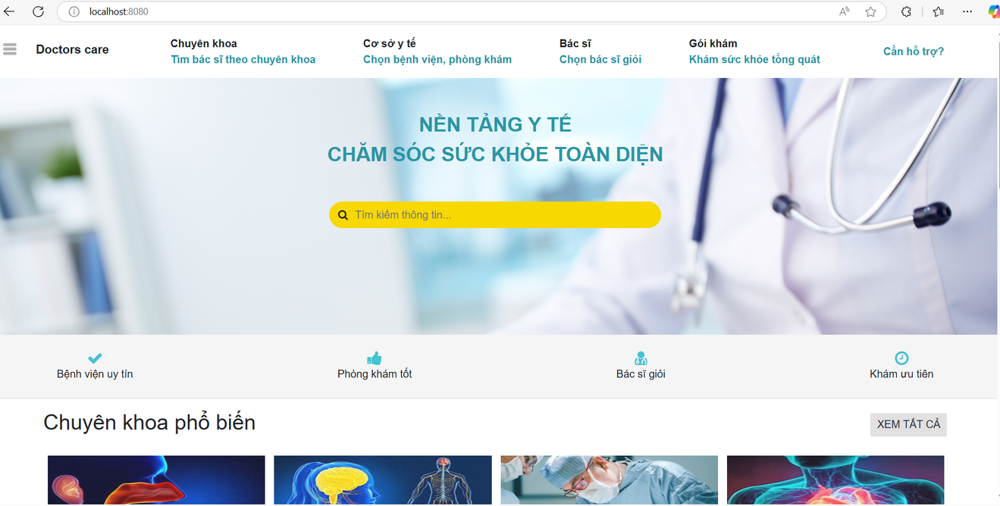 localhost:8080
Doctors care
Chuyên khoa
Tìm bác sĩ theo chuyên khoa
Cơ sở y tế
Chọn bệnh viện, phòng khám
Bác sĩ
Chọn bác sĩ giỏi
Gói khám
Khám sức khỏe tổng quát
Cần hỗ trợ?
NỀN TẢNG Y TẾ
CHĂM SÓC SỨC KHỎE TOÀN DIỆN
Tìm kiếm thông tin...
Bệnh viện uy tín
Phòng khám tốt
Bác sĩ giỏi
Khám ưu tiên
Chuyên khoa phổ biến
XEM TẤT CẢ